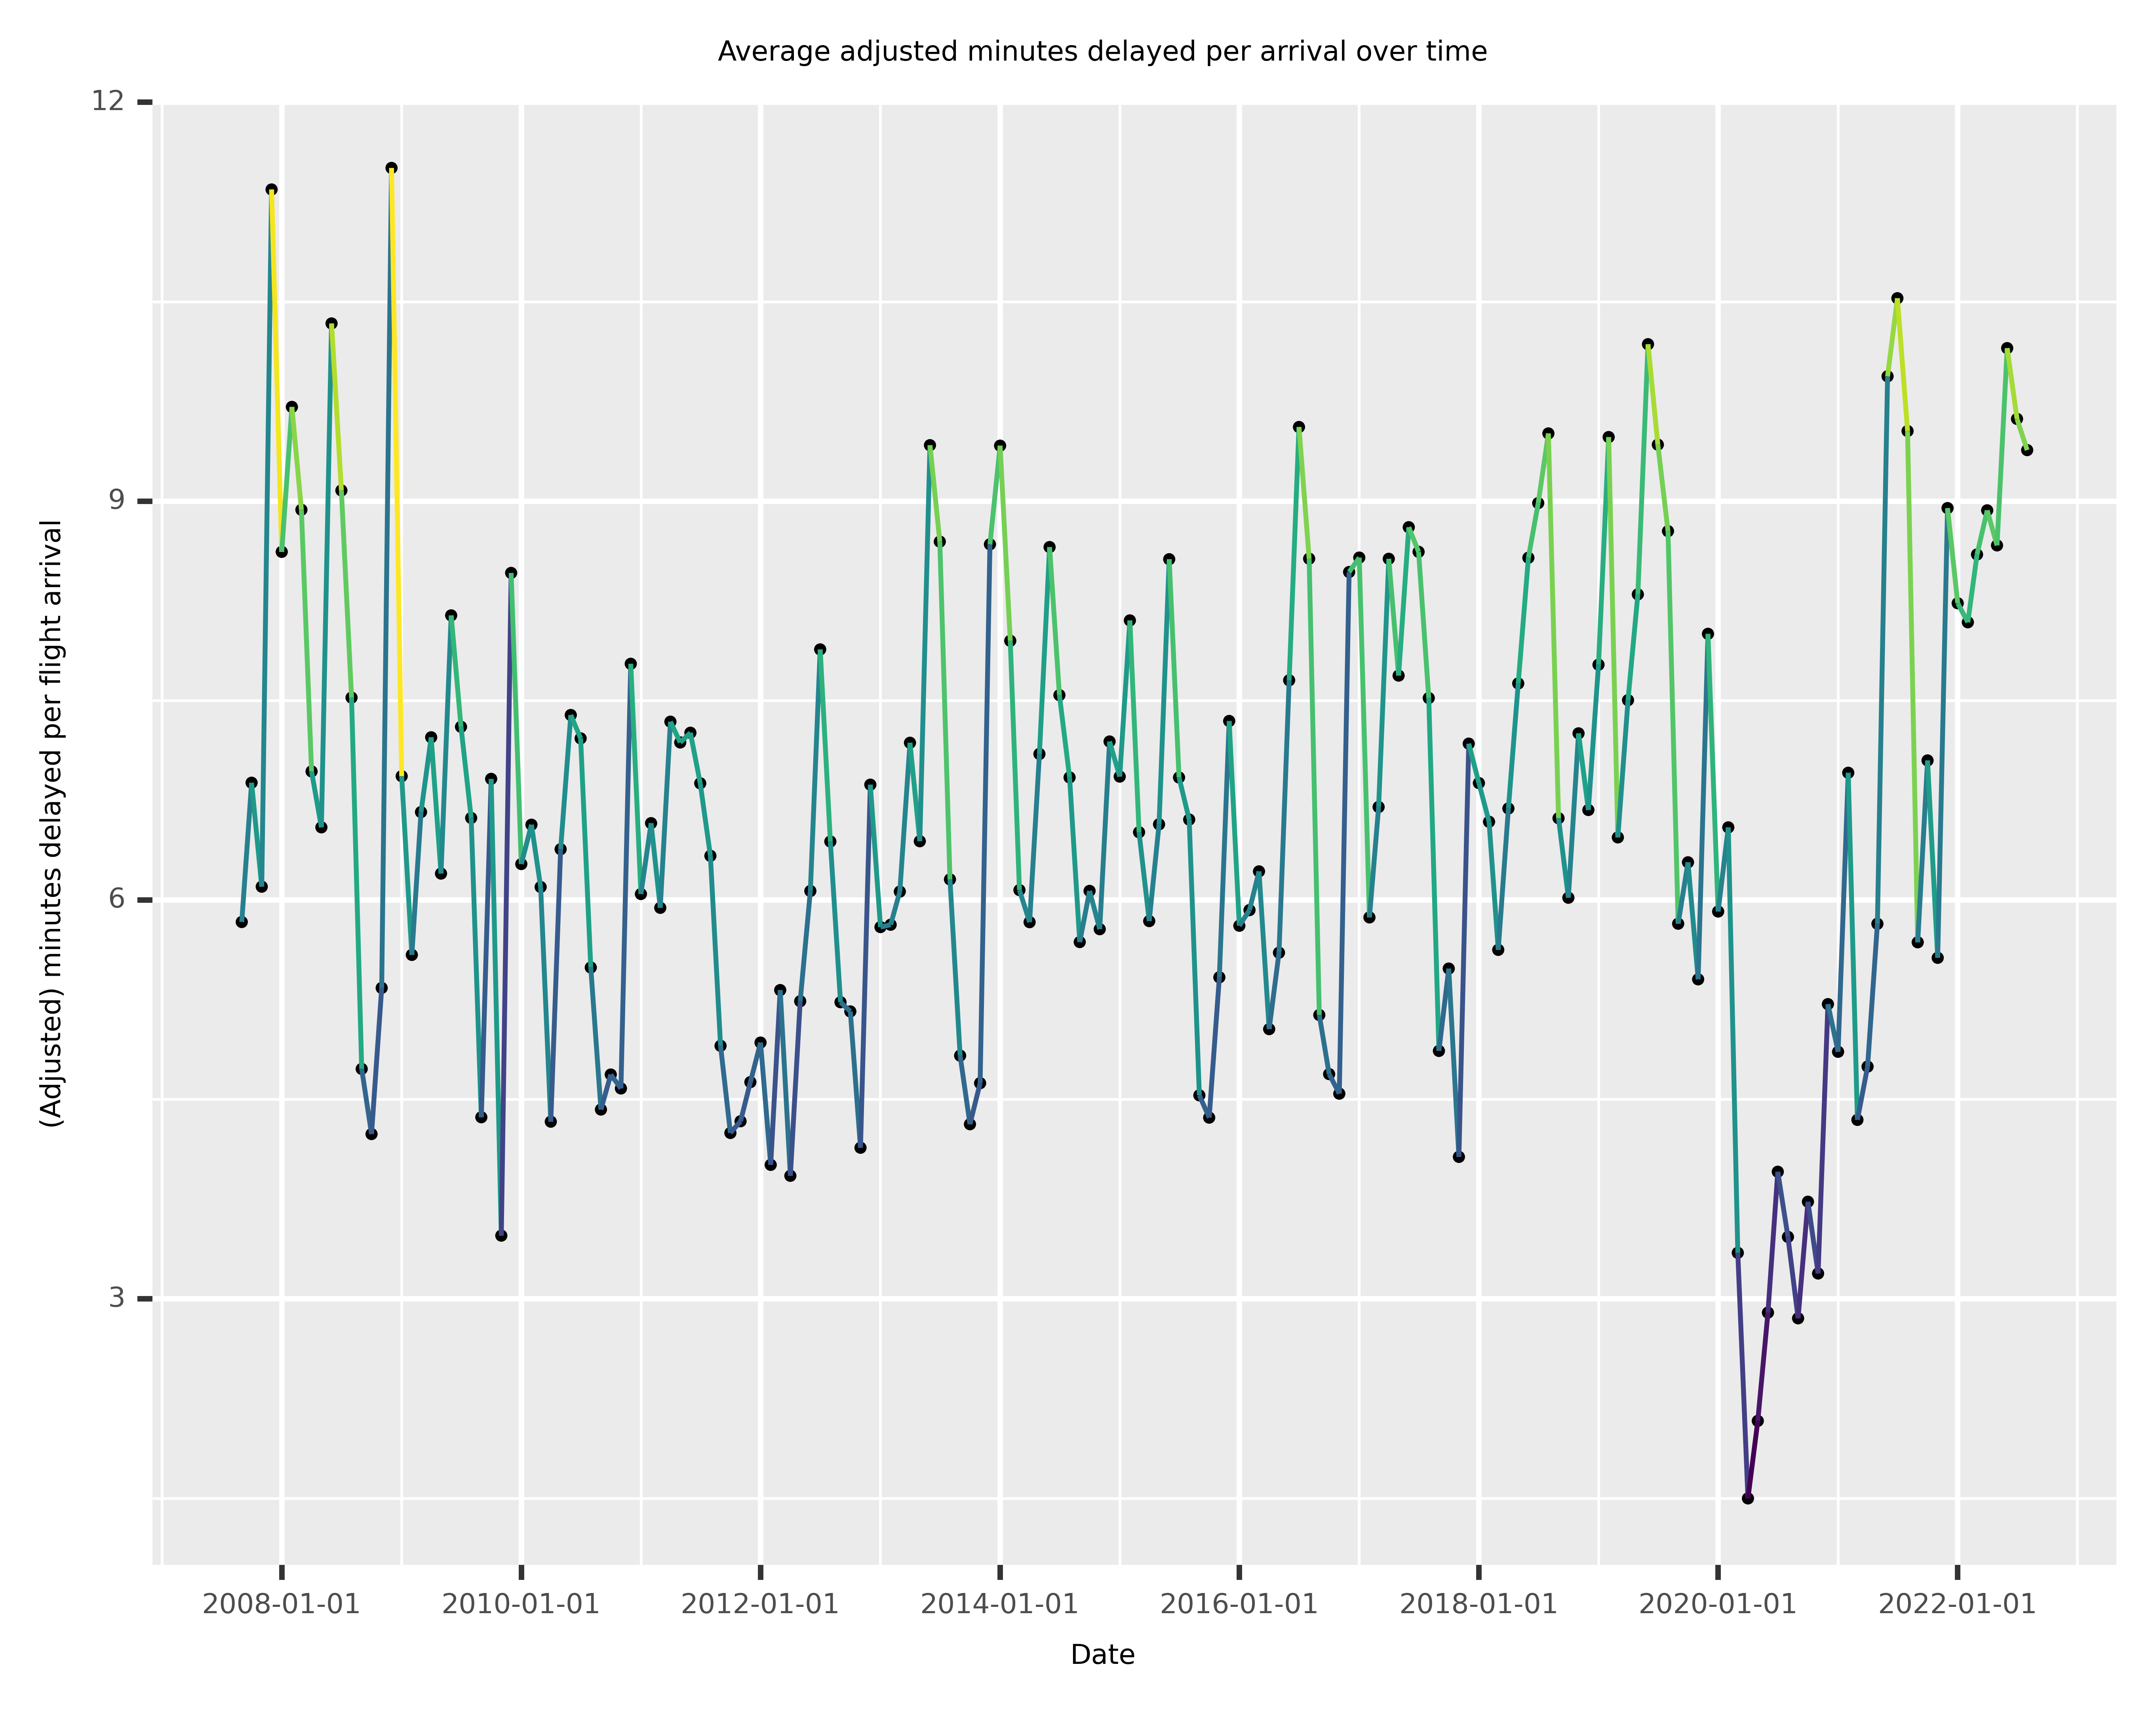 Average adjusted minutes delayed per arrival over time
12
9
6
3
(Adjusted) minutes delayed per flight arrival
2008-01-01 2010-01-01 2012-01-01 2014-01-01 2016-01-01 2018-01-01 2020-01-01 2022-01-01
Date